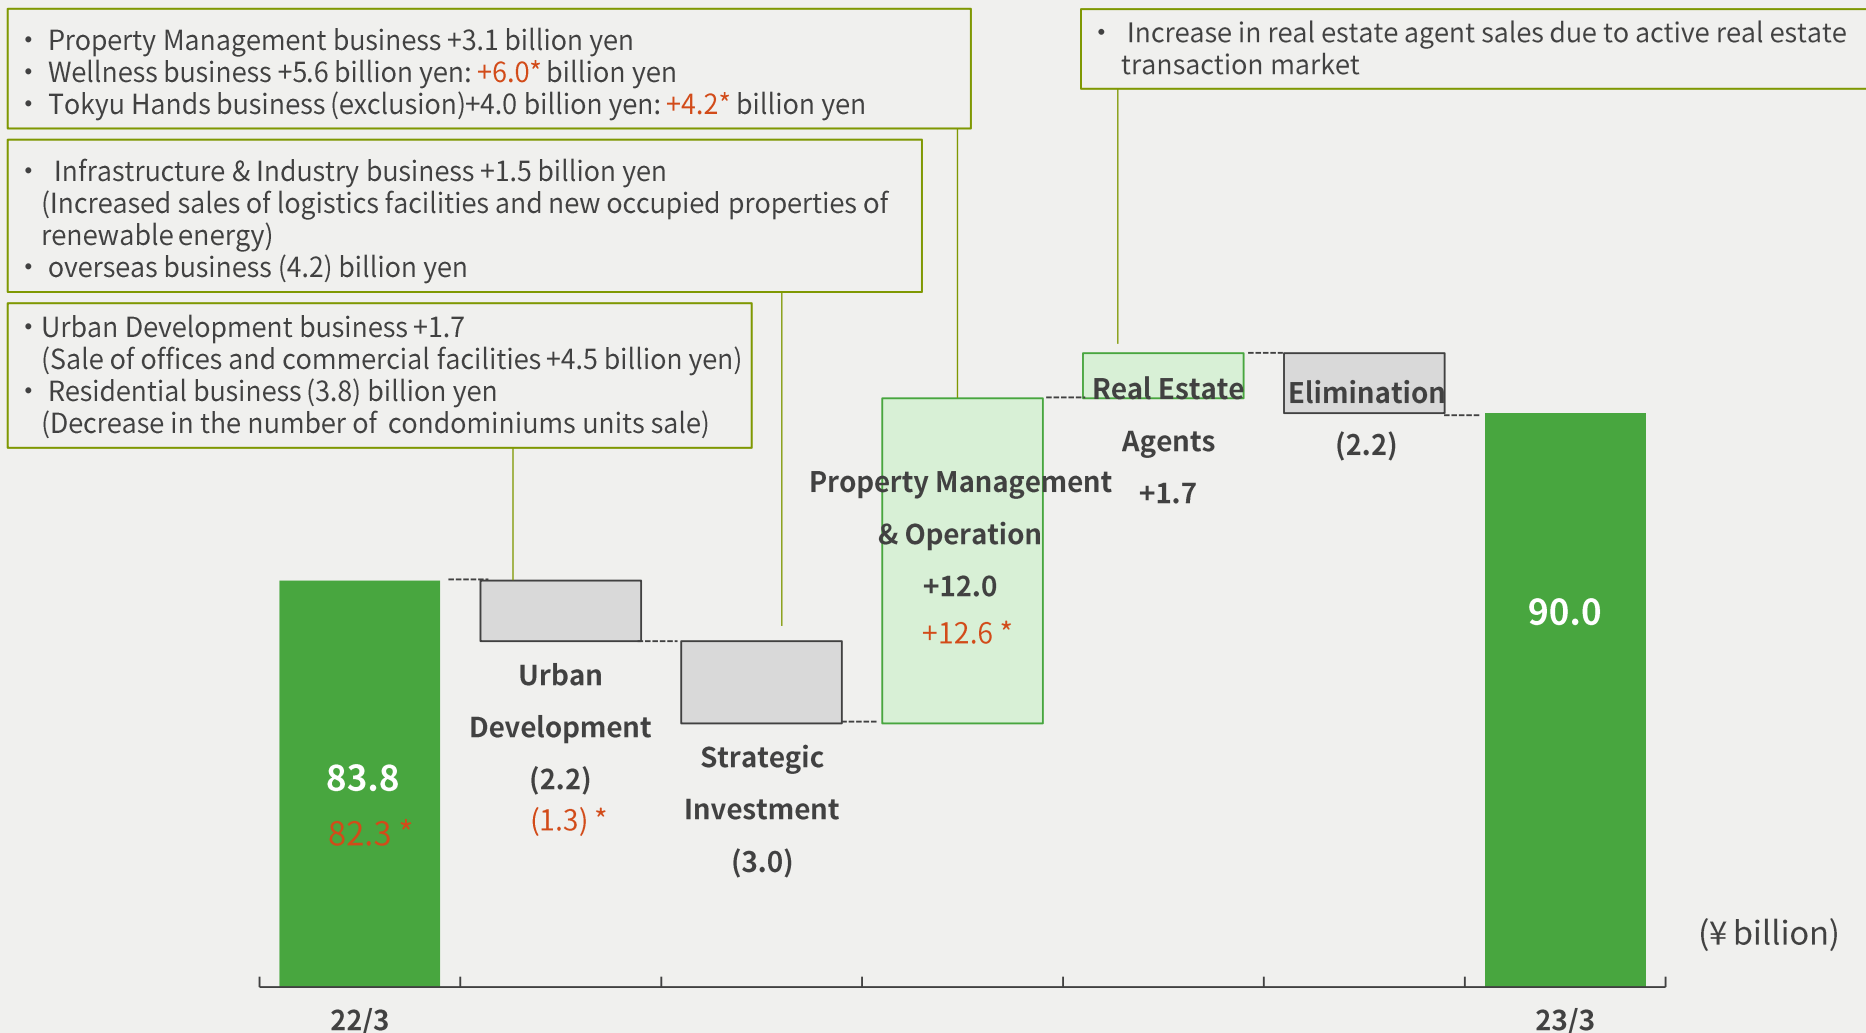 • Property Management business +3.1 billion yen
• Wellness business +5.6 billion yen: +6.0* billion yen
• Tokyu Hands business (exclusion)+4.0 billion yen: +4.2* billion yen
• Infrastructure & Industry business +1.5 billion yen
(Increased sales of logistics facilities and new occupied properties of
renewable energy)
• overseas business (4.2) billion yen
• Urban Development business +1.7
(Sale of offices and commercial facilities +4.5 billion yen)
• Residential business (3.8) billion yen
(Decrease in the number of condominiums units sale)
• Increase in real estate agent sales due to active real estate
transaction market
83.8
82.3 *
Urban
Development
(2.2)
(1.3) *
Strategic
Investment
(3.0)
Property Management
& Operation
+12.0
+12.6 *
Real Estate
Agents
+1.7
Elimination
(2.2)
90.0
(¥ billion)
22/3
23/3